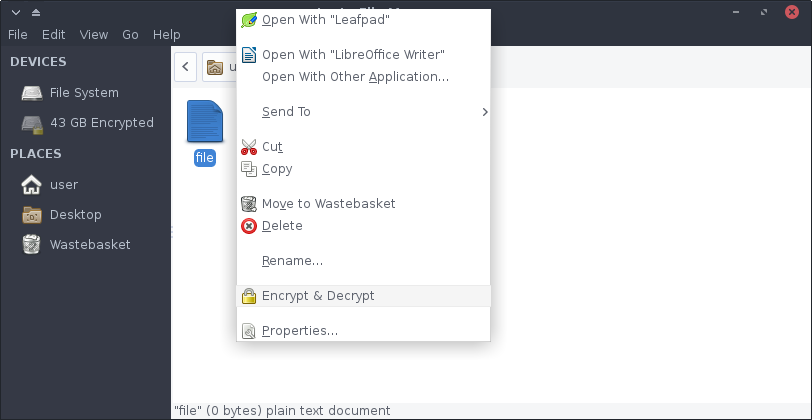 File Edit View Go Help
DEVICES
File System
43 GB Encrypted
PLACES
user
Desktop
Wastebasket
file
Open With "Leafpad"
Open With "LibreOffice Writer"
Open With Other Application...
Send To
Cut
Copy
Move to Wastebasket
Delete
Rename...
Encrypt & Decrypt
Properties...
"file" (0 bytes) plain text document